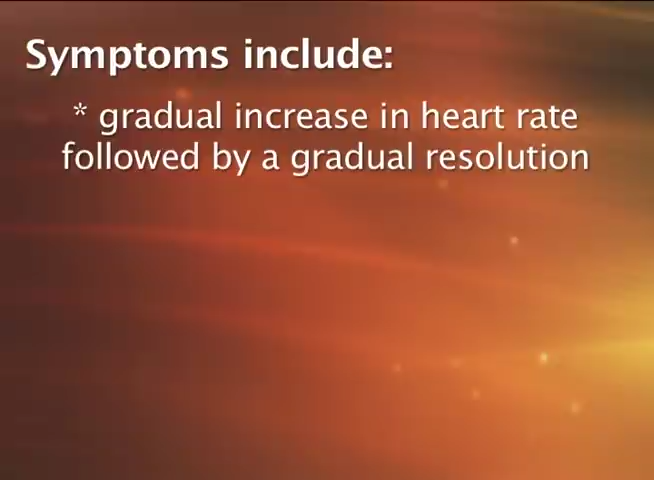 Symptoms include:
* gradual increase in heart rate
followed by a gradual resolution